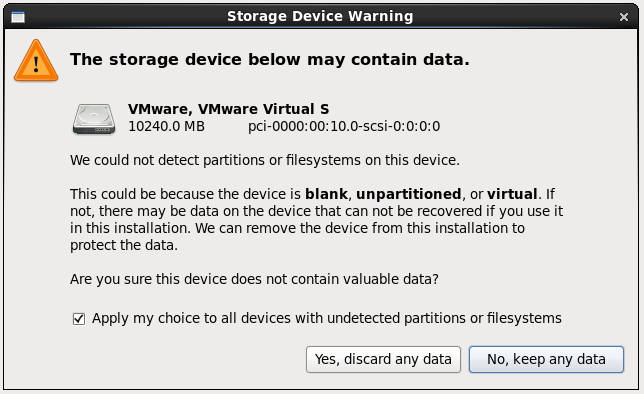 Storage Device Warning
The storage device below may contain data.
VMware, VMware Virtual S
10240.0 MB pci-0000:00:10.0-scsi-0:0:0:0
We could not detect partitions or filesystems on this device.
This could be because the device is blank, unpartitioned, or virtual. If
not, there may be data on the device that can not be recovered if you use it
in this installation. We can remove the device from this installation to
protect the data.
Are you sure this device does not contain valuable data?
Apply my choice to all devices with undetected partitions or filesystems
Yes, discard any data No, keep any data